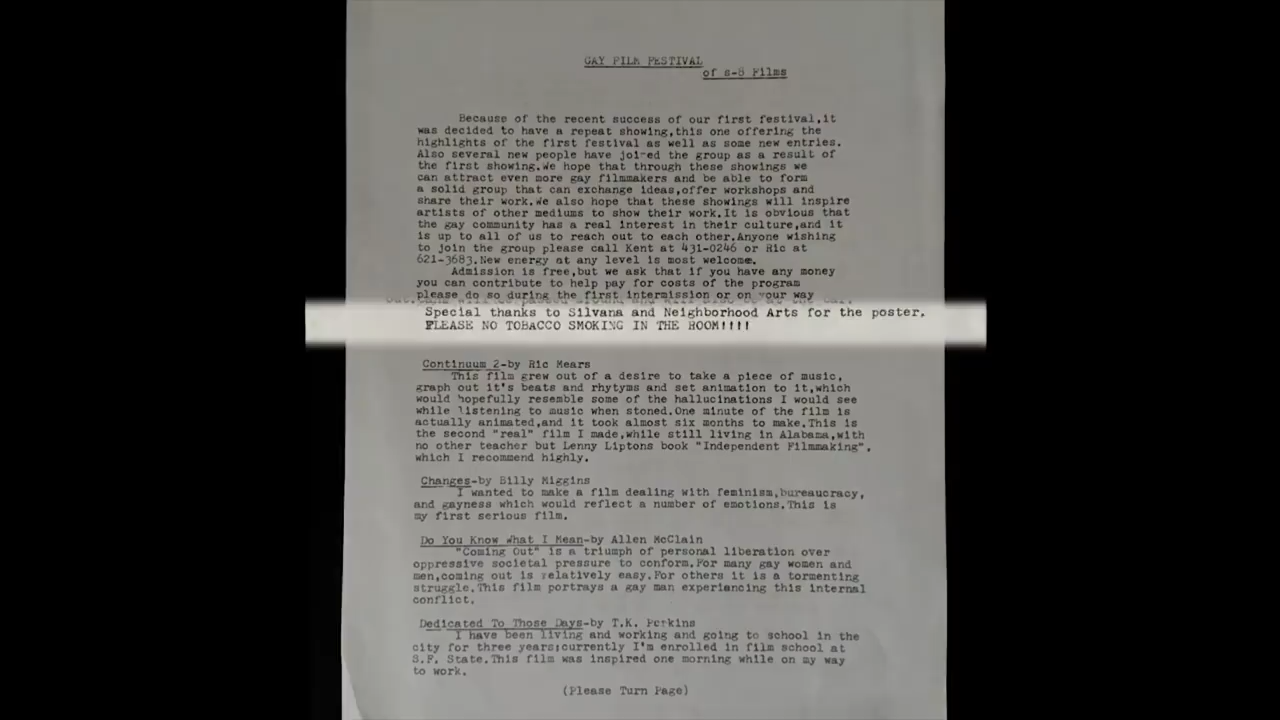 GAY FILM FESTIVAL
of s-8 Films
Because of the recent success of our first festival,it
was decided to have a repeat showing,this one offering the
highlights of the first festival as well as some new entries.
Also several new people have joined the group as a result of
the first showing.We hope that through these showings we
can attract even more gay filmmakers and be able to form
a solid group that can exchange ideas,offer workshops and
share their work.We also hope that these showings will inspire
artists of other mediums to show their work.It is obvious that
the gay community has a real interest in their culture,and it
is up to all of us to reach out to each other.Anyone wishing
to join the group please call Kent at 431-0246 or Ric at
621-3683.New energy at any level is most welcome.
Admission is free,but we ask that if you have any money
you can contribute to help pay for costs of the program
please do so during the first intermission or on your way
Special thanks to Silvana and Neighborhood Arts for the poster.
PLEASE NO TOBACCO SMOKING IN THE ROOM!!!!
Continuum 2-by Ric Mears
This film grew out of a desire to take a piece of music,
graph out it's beats and rhytyms and set animation to it,which
would hopefully resemble some of the hallucinations I would see
while listening to music when stoned.One minute of the film is
actually animated,and it took almost six months to make.This is
the second "real" film I made,while still living in Alabama,with
no other teacher but Lenny Liptons book "Independent Filmmaking",
which I recommend highly.
Changes-by Billy Miggins
I wanted to make a film dealing with feminism,bureaucracy,
and gayness which would reflect a number of emotions.This is
my first serious film.
Do You Know What I Mean-by Allen McClain
"Coming Out" is a triumph of personal liberation over
oppressive societal pressure to conform.For many gay women and
men,coming out is relatively easy.For others it is a tormenting
struggle.This film portrays a gay man experiancing this internal
conflict.
Dedicated To Those Days-by T.K. Perkins
I have been living and working and going to school in the
city for three years;currently I'm enrolled in film school at
S.F. State.This film was inspired one morning while on my way
to work.
(Please Turn Page)